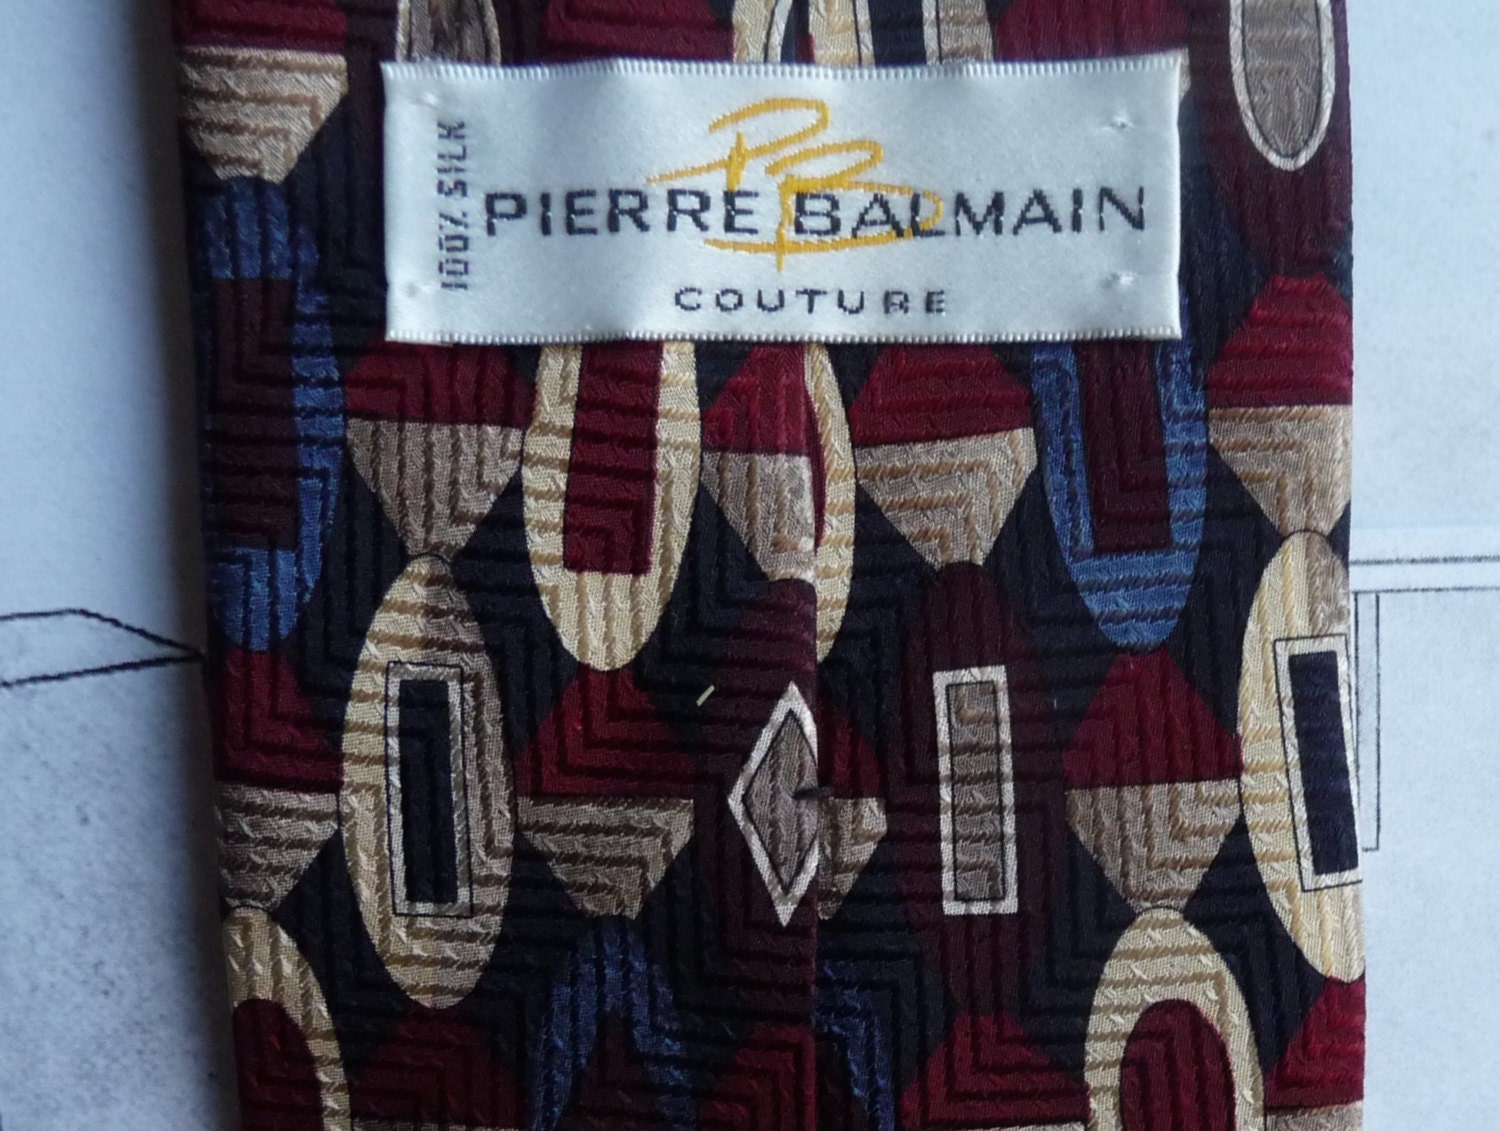 PB
PIERRE BALMAIN
COUTURE
100% SILK